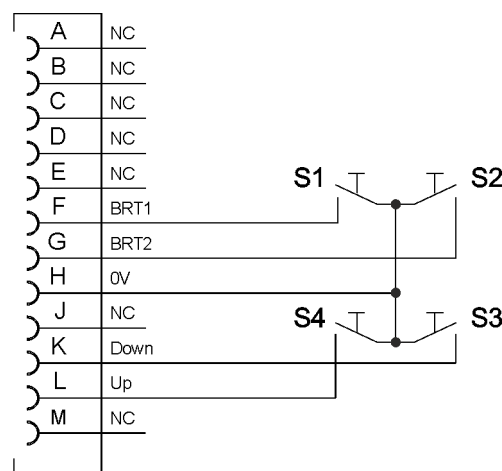 A NC
B NC
C NC
D NC
E NC
S1 S2
F BRT1
G BRT2
H 0V
J NC
S4 S3
K Down
L Up
M NC